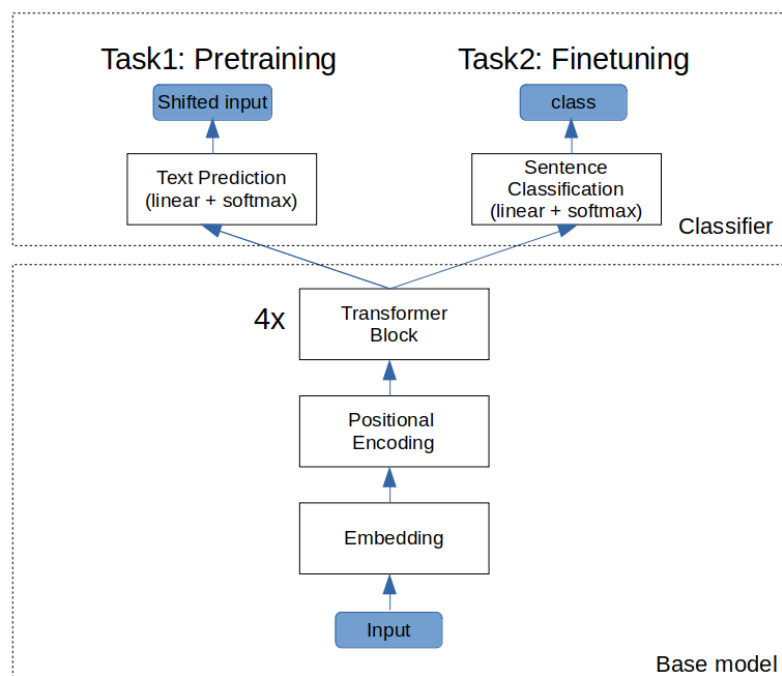 Task1: Pretraining
Task2: Finetuning
Shifted input
class
Text Prediction
(linear + softmax)
Sentence
Classification
(linear + softmax)
Classifier
4x
Transformer
Block
Positional
Encoding
Embedding
Input
Base model